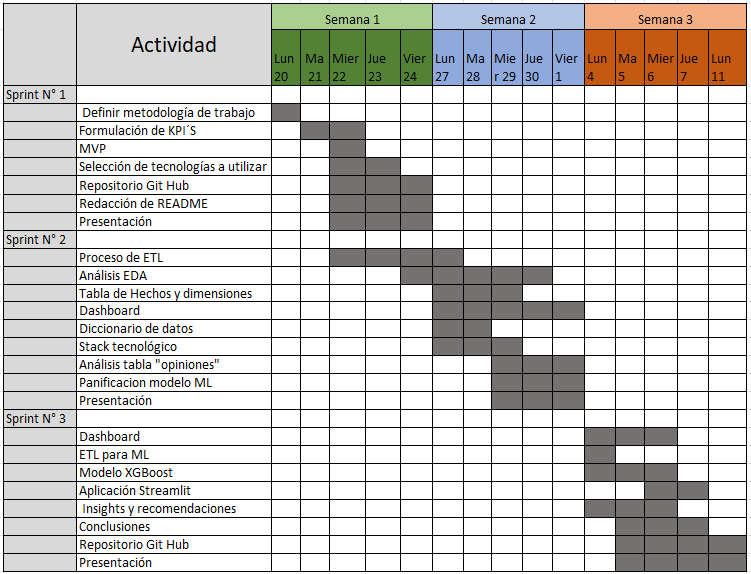 Actividad
Semana 1
Semana 2
Semana 3
Lun 20
Ma 21
Mier 22
Jue 23
Vier 24
Lun 27
Ma 28
Mie r 29
Jue 30
Vier 1
Lun 4
Ma 5
Mier 6
Jue 7
Lun 11
Sprint N° 1
Definir metodología de trabajo
Formulación de KPI´S
MVP
Selección de tecnologías a utilizar
Repositorio Git Hub
Redacción de README
Presentación
Sprint N° 2
Proceso de ETL
Análisis EDA
Tabla de Hechos y dimensiones
Dashboard
Diccionario de datos
Stack tecnológico
Análisis tabla "opiniones"
Panificacion modelo ML
Presentación
Sprint N° 3
Dashboard
ETL para ML
Modelo XGBoost
Aplicación Streamlit
Insights y recomendaciones
Conclusiones
Repositorio Git Hub
Presentación